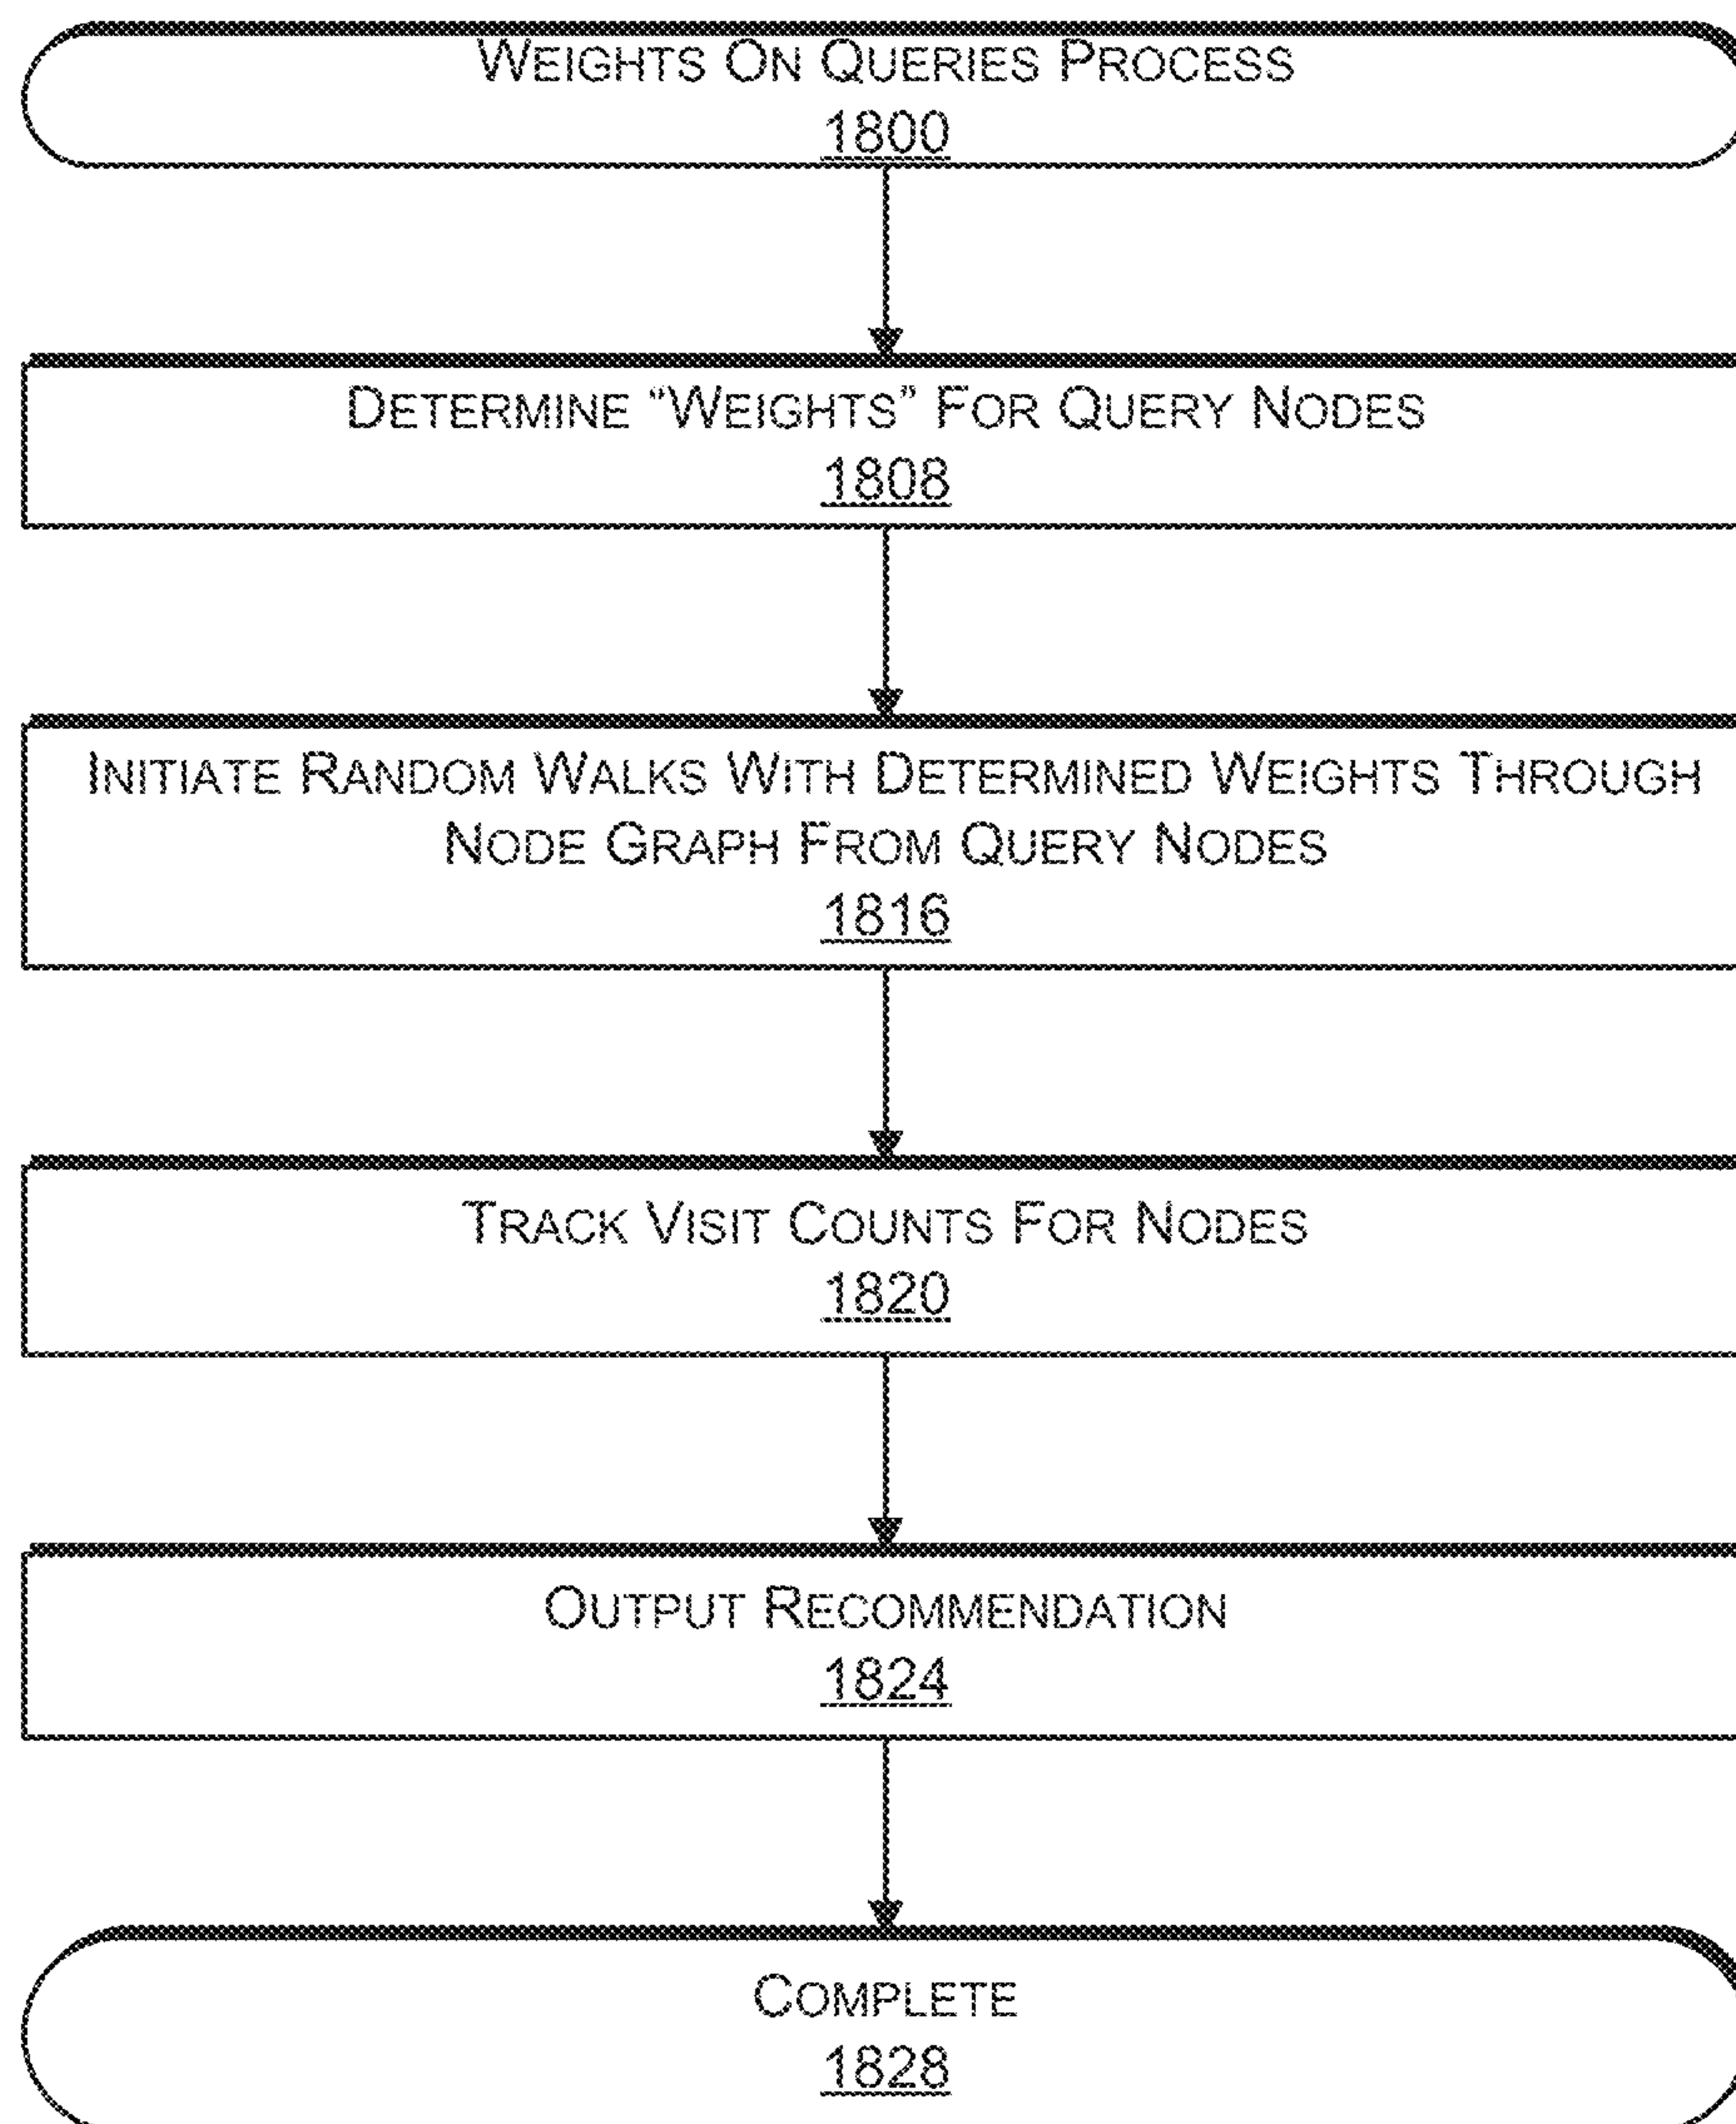 WEIGHTS ON QUERIES PROCESS
1800
DETERMINE “WEIGHTS” FOR QUERY NODES
1808
INITIATE RANDOM WALKS WITH DETERMINED WEIGHTS THROUGH
NODE GRAPH FROM QUERY NODES
1816
TRACK VISIT COUNTS FOR NODES
1820
OUTPUT RECOMMENDATION
1824
COMPLETE
1828